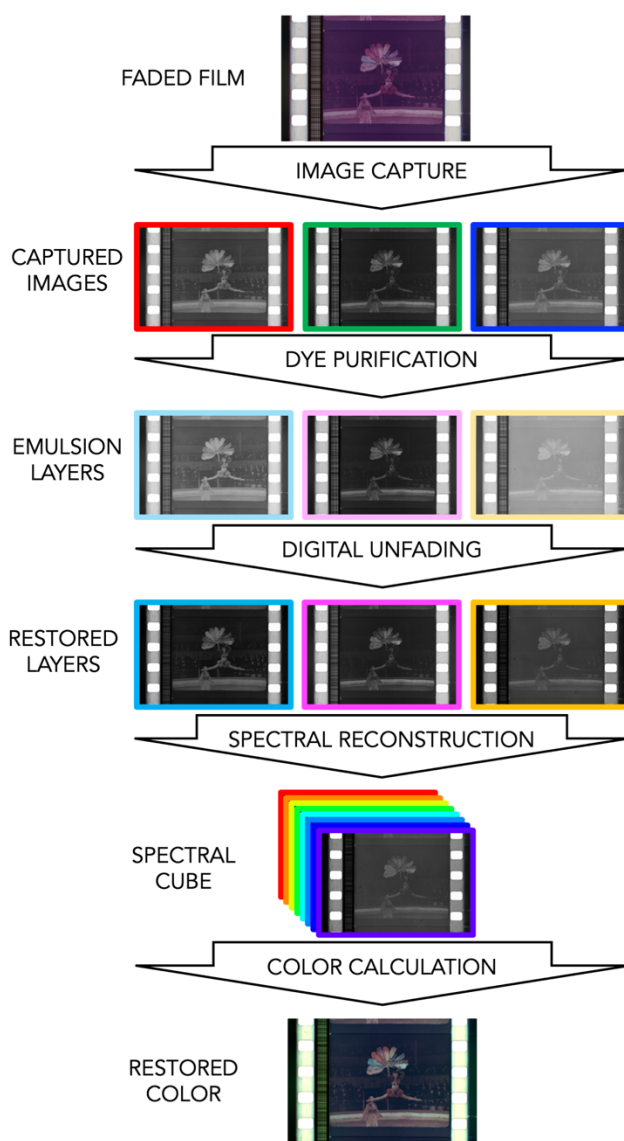 FADED FILM
IMAGE CAPTURE
CAPTURED
IMAGES
DYE PURIFICATION
EMULSION
LAYERS
DIGITAL UNFADING
RESTORED
LAYERS
SPECTRAL RECONSTRUCTION
SPECTRAL
CUBE
COLOR CALCULATION
RESTORED
COLOR